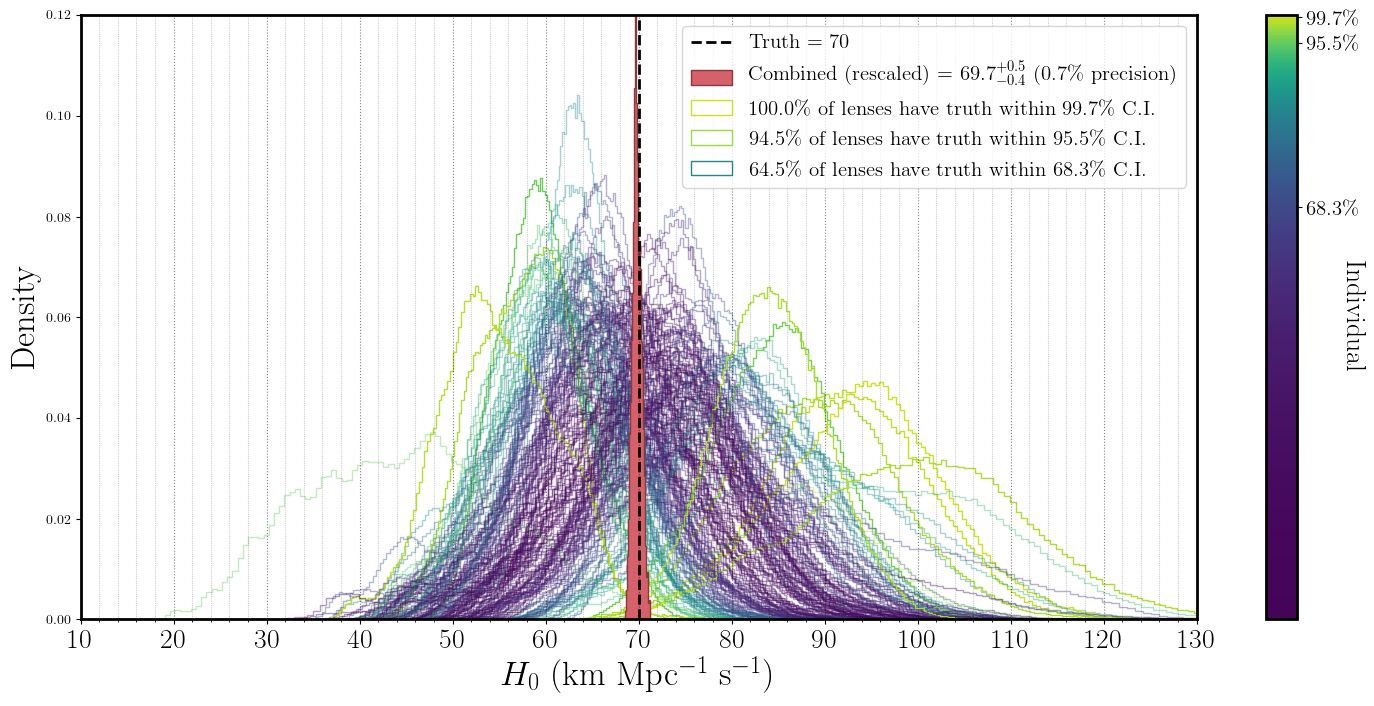 0.12
0.10
0.08
0.06
0.04
0.02
0.00
Density
10 20 30 40 50 60 70 80 90 100 110 120 130
H₀ (km Mpc⁻¹ s⁻¹)
Truth = 70
Combined (rescaled) = 69.7⁺⁰·⁵₋₀.₄ (0.7% precision)
100.0% of lenses have truth within 99.7% C.I.
94.5% of lenses have truth within 95.5% C.I.
64.5% of lenses have truth within 68.3% C.I.
99.7%
95.5%
68.3%
Individual